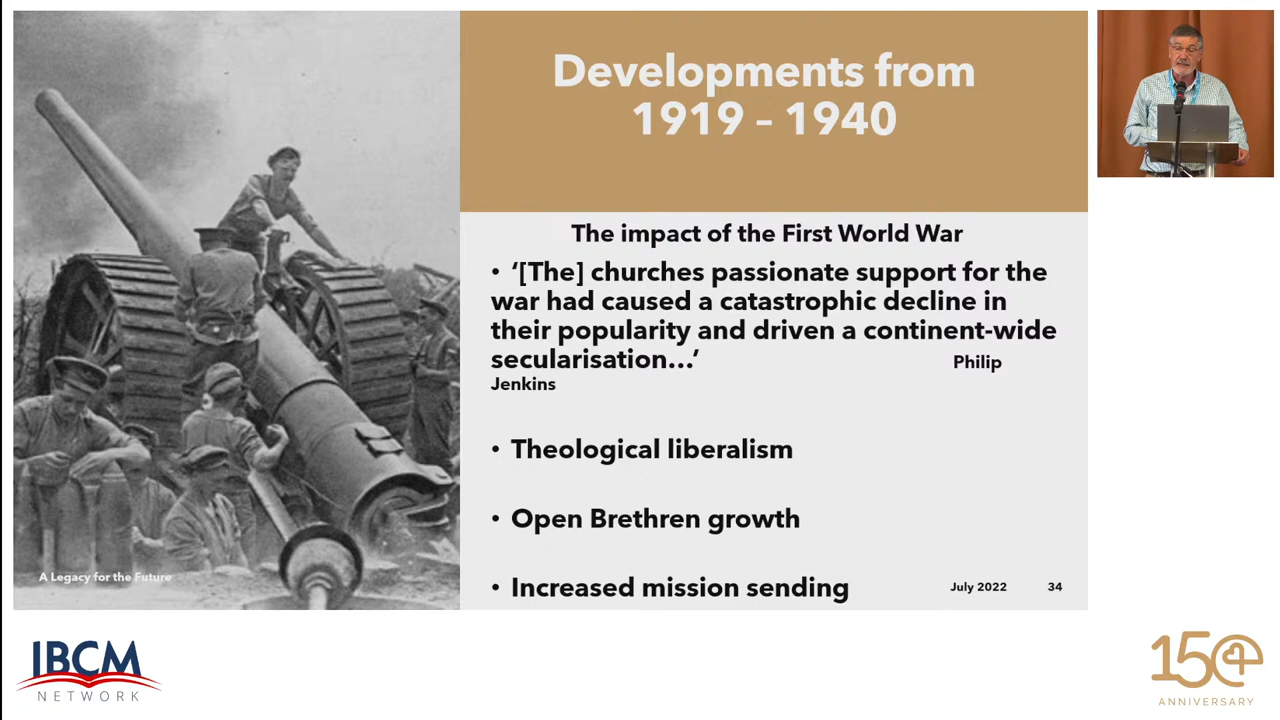 Developments from
1919 – 1940
The impact of the First World War
• ‘[The] churches passionate support for the
war had caused a catastrophic decline in
their popularity and driven a continent-wide
secularisation…’ Philip
Jenkins
• Theological liberalism
• Open Brethren growth
• Increased mission sending
A Legacy for the Future
July 2022 34
IBCM
NETWORK
150
ANNIVERSARY